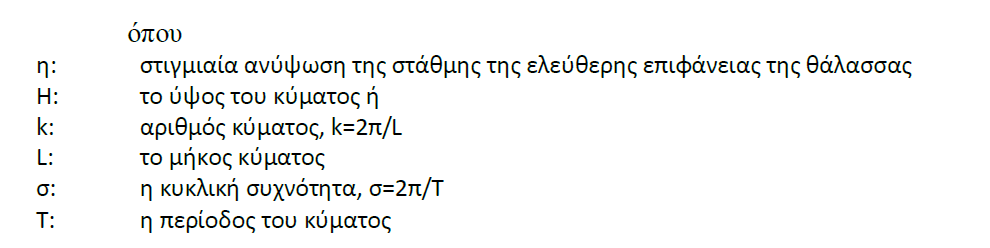 όπου
η: στιγμιαία ανύψωση της στάθμης της ελεύθερης επιφάνειας της θάλασσας
H: το ύψος του κύματος ή
k: αριθμός κύματος, k=2π/L
L: το μήκος κύματος
σ: η κυκλική συχνότητα, σ=2π/T
T: η περίοδος του κύματος